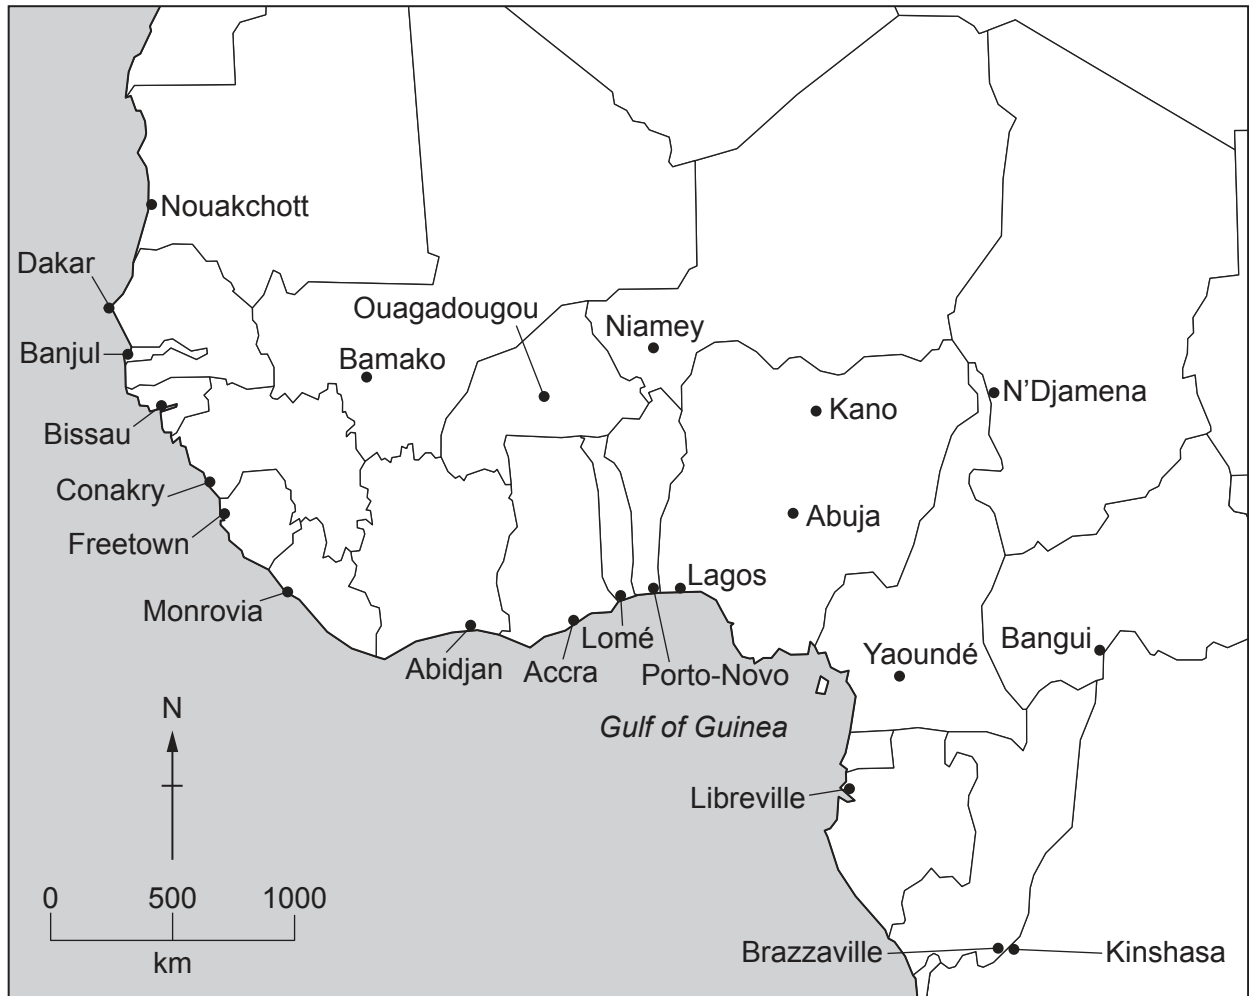 Nouakchott
Dakar
Ouagadougou
Niamey
Banjul
Bamako
N’Djamena
Kano
Bissau
Conakry
Abuja
Freetown
Lagos
Monrovia
Lomé
Bangui
Yaoundé
Abidjan
Accra
Porto-Novo
N
Gulf of Guinea
Libreville
0 500 1000
km
Brazzaville
Kinshasa